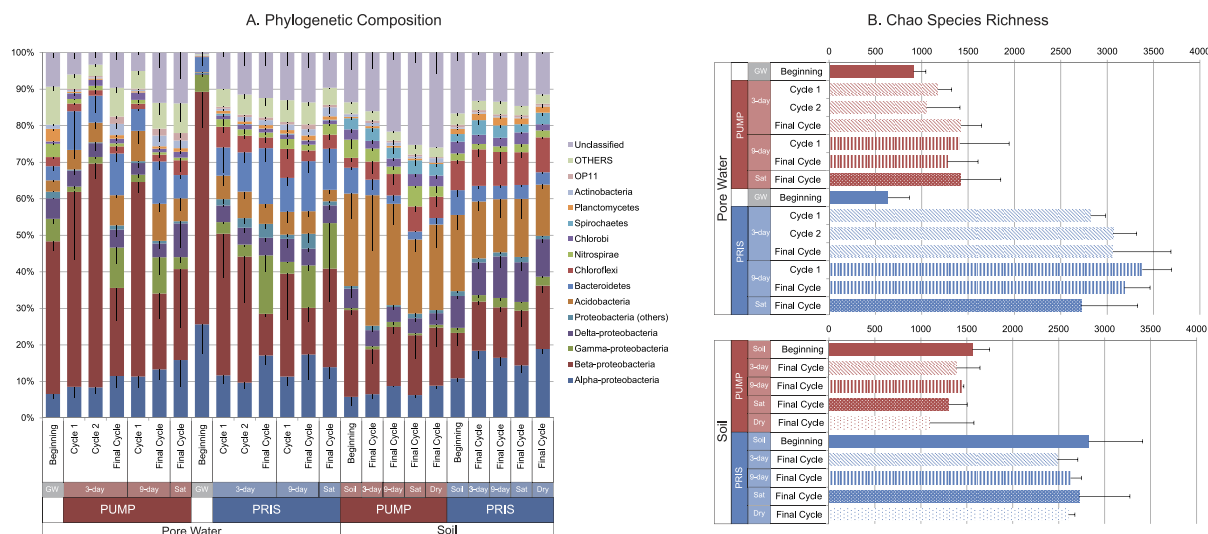 A. Phylogenetic Composition
100%
90%
80%
70%
60%
50%
40%
30%
20%
10%
0%
Beginning
Cycle 1
Cycle 2
Final Cycle
Cycle 1
Final Cycle
Final Cycle
Beginning
Cycle 1
Cycle 2
Final Cycle
Cycle 1
Final Cycle
Final Cycle
Beginning
Final Cycle
Final Cycle
Final Cycle
Final Cycle
Beginning
Final Cycle
Final Cycle
Final Cycle
Final Cycle
GW 3-day 9-day Sat GW 3-day 9-day Sat Soil 3-day 9-day Sat Dry Soil 3-day 9-day Sat Dry
PUMP PRIS PUMP PRIS
Pore Water Soil
Unclassified
OTHERS
OP11
Actinobacteria
Planctomycetes
Spirochaetes
Chlorobi
Nitrospirae
Chloroflexi
Bacteroidetes
Acidobacteria
Proteobacteria (others)
Delta-proteobacteria
Gamma-proteobacteria
Beta-proteobacteria
Alpha-proteobacteria
B. Chao Species Richness
0 500 1000 1500 2000 2500 3000 3500 4000
Pore Water
PUMP
GW Beginning
3-day Cycle 1
Cycle 2
Final Cycle
9-day Cycle 1
Final Cycle
Sat Final Cycle
PRIS
GW Beginning
3-day Cycle 1
Cycle 2
Final Cycle
9-day Cycle 1
Final Cycle
Sat Final Cycle
0 500 1000 1500 2000 2500 3000 3500 4000
Soil
PUMP
Soil Beginning
3-day Final Cycle
9-day Final Cycle
Sat Final Cycle
Dry Final Cycle
PRIS
Soil Beginning
3-day Final Cycle
9-day Final Cycle
Sat Final Cycle
Dry Final Cycle